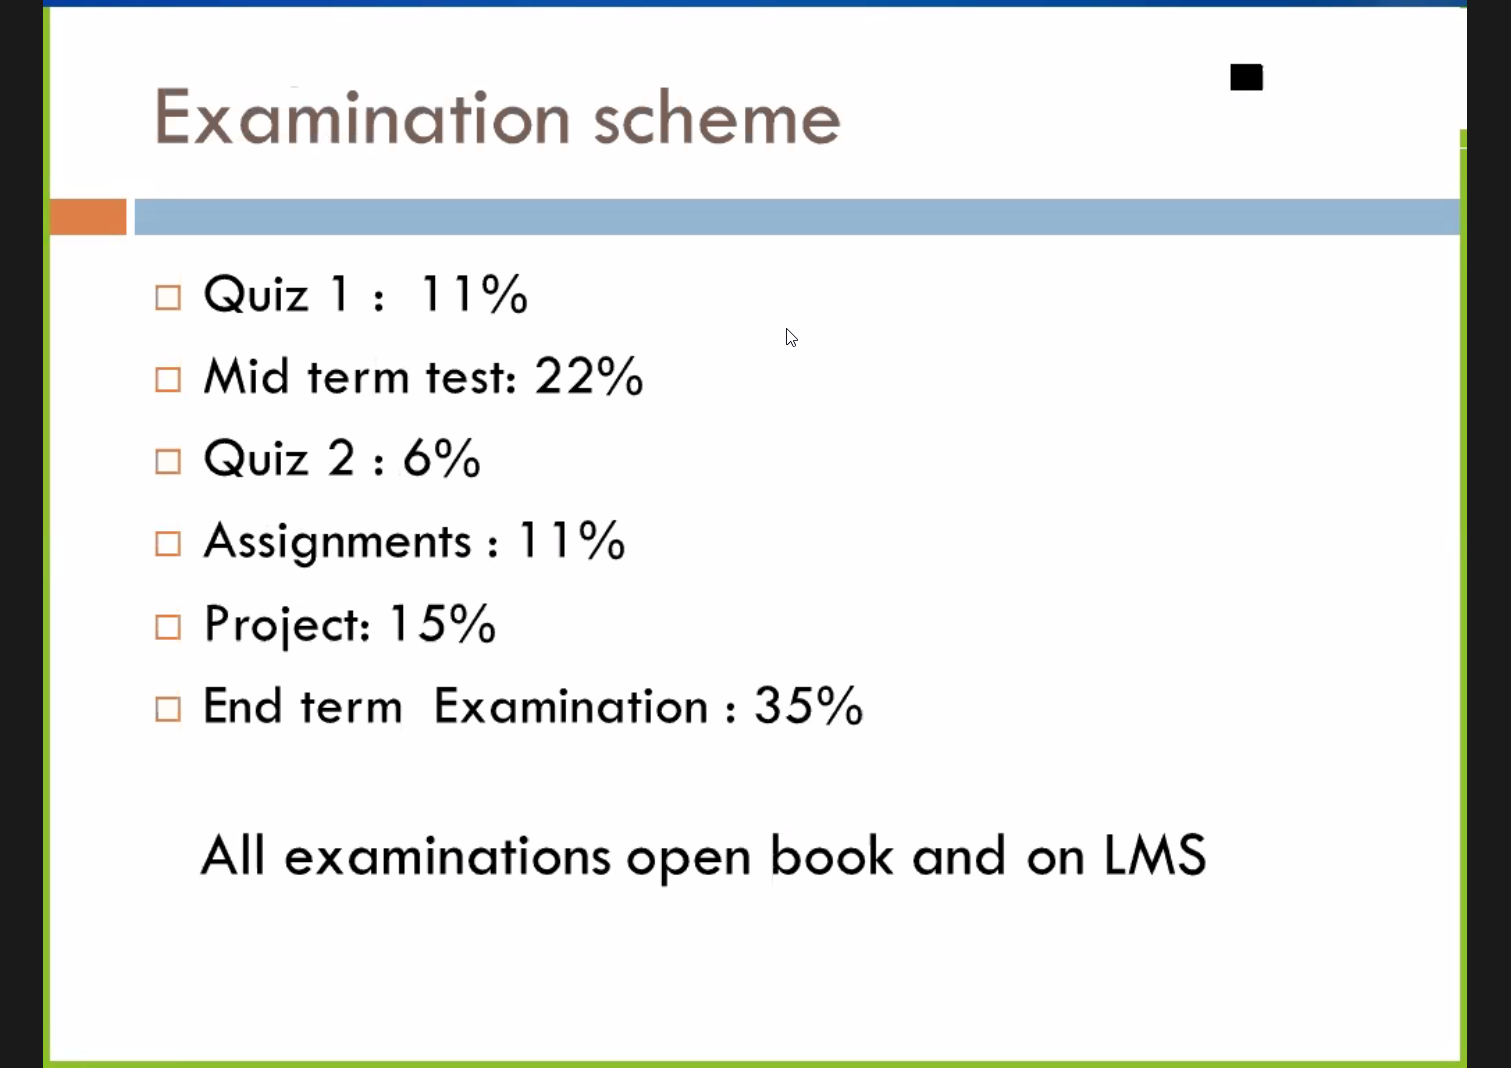 Examination scheme
Quiz 1 : 11%
Mid term test: 22%
Quiz 2 : 6%
Assignments : 11%
Project: 15%
End term Examination : 35%
All examinations open book and on LMS